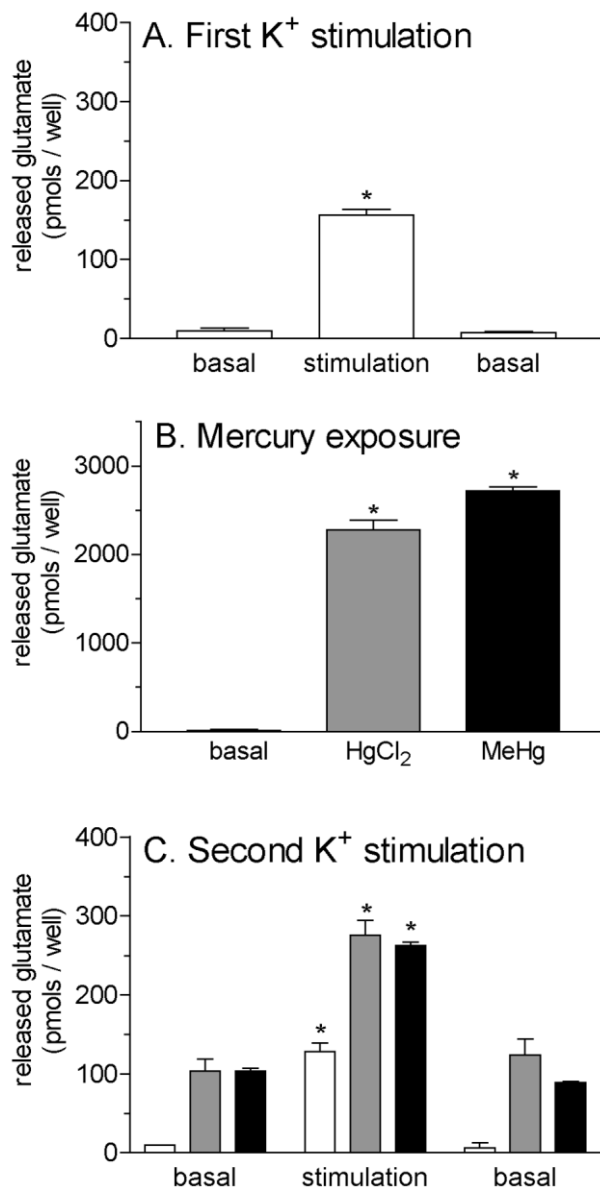 A. First K⁺ stimulation
released glutamate
(pmols / well)
400
300
200
100
0
*
basal stimulation basal
B. Mercury exposure
released glutamate
(pmols / well)
3000
2000
1000
0
* *
basal HgCl₂ MeHg
C. Second K⁺ stimulation
released glutamate
(pmols / well)
400
300
200
100
0
* * *
basal stimulation basal